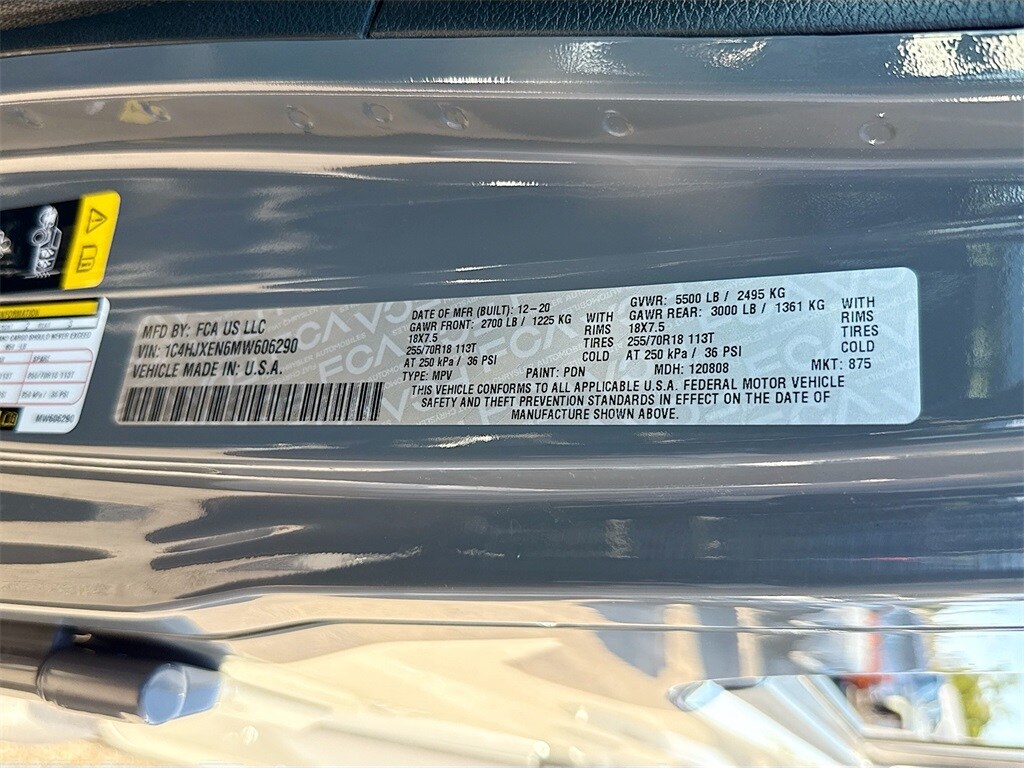 MFD BY: FCA US LLC
VIN: 1C4HJXEN6MW606290
VEHICLE MADE IN: U.S.A.
DATE OF MFR (BUILT): 12-20
GAWR FRONT: 2700 LB / 1225 KG WITH
18X7.5 RIMS
255/70R18 113T TIRES
AT 250 kPa / 36 PSI COLD
TYPE: MPV PAINT: PDN
GVWR: 5500 LB / 2495 KG
GAWR REAR: 3000 LB / 1361 KG WITH
18X7.5 RIMS
255/70R18 113T TIRES
AT 250 kPa / 36 PSI COLD
MDH: 120808 MKT: 875
THIS VEHICLE CONFORMS TO ALL APPLICABLE U.S.A. FEDERAL MOTOR VEHICLE
SAFETY AND THEFT PREVENTION STANDARDS IN EFFECT ON THE DATE OF
MANUFACTURE SHOWN ABOVE.
MW606290